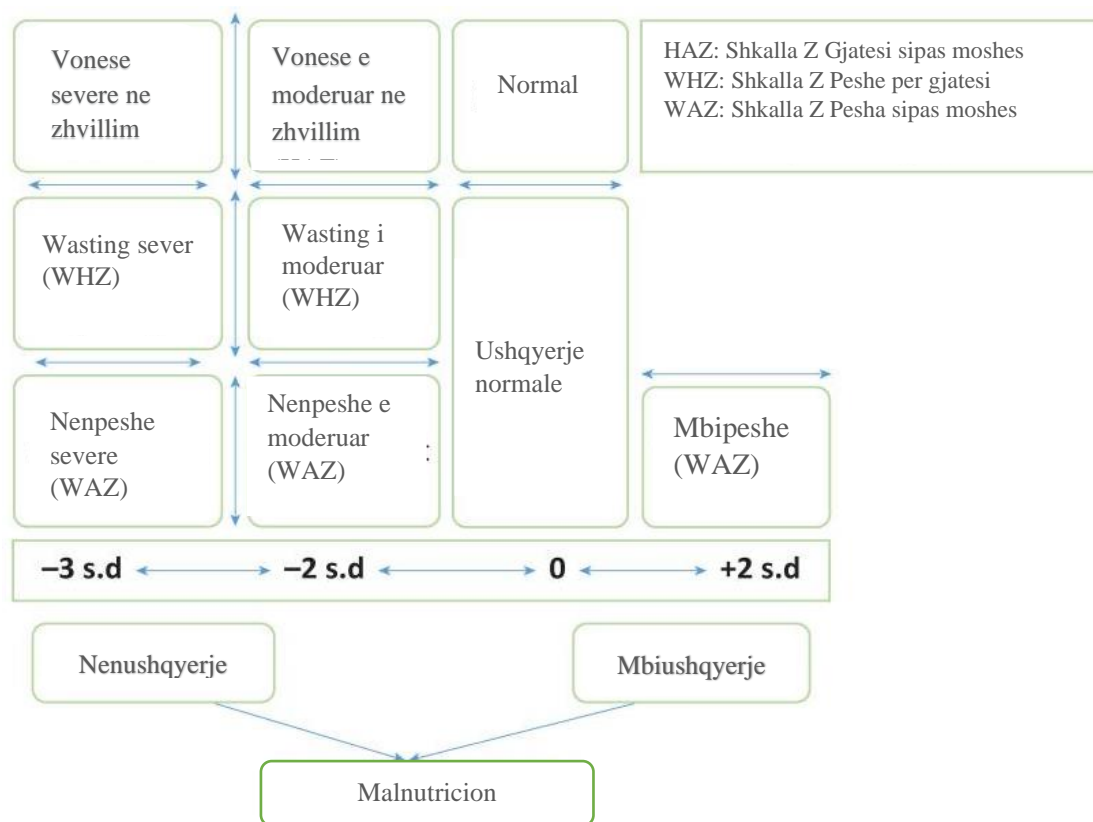 Vonese
severe ne
zhvillim
Vonese e
moderuar ne
zhvillim
Normal
HAZ: Shkalla Z Gjatesi sipas moshes
WHZ: Shkalla Z Peshe per gjatesi
WAZ: Shkalla Z Pesha sipas moshes
Wasting sever
(WHZ)
Wasting i
moderuar
(WHZ)
Ushqyerje
normale
Nenpeshe
severe
(WAZ)
Nenpeshe e
moderuar :
(WAZ)
Mbipeshe
(WAZ)
−3 s.d −2 s.d 0 +2 s.d
Nenushqyerje
Mbiushqyerje
Malnutricion